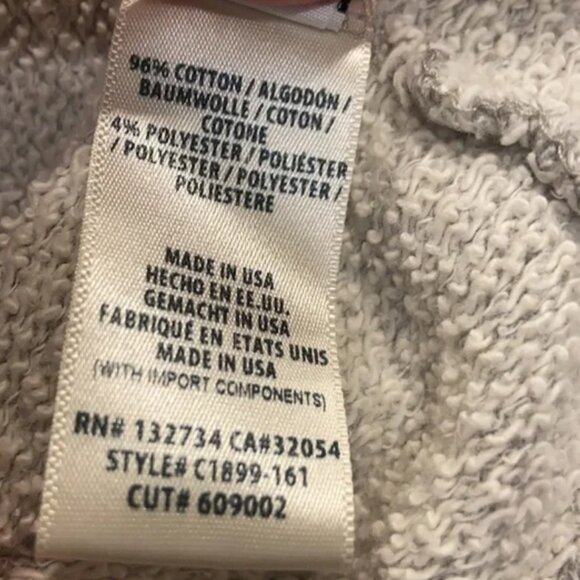 96% COTTON / ALGODÓN /
BAUMWOLLE / COTON /
COTONE
4% POLYESTER / POLIÉSTER
/ POLYESTER / POLYESTER /
POLIESTERE
MADE IN USA
HECHO EN EE.UU.
GEMACHT IN USA
FABRIQUÉ EN ETATS UNIS
MADE IN USA
(WITH IMPORT COMPONENTS)
RN# 132734 CA#32054
STYLE# C1899-161
CUT# 609002